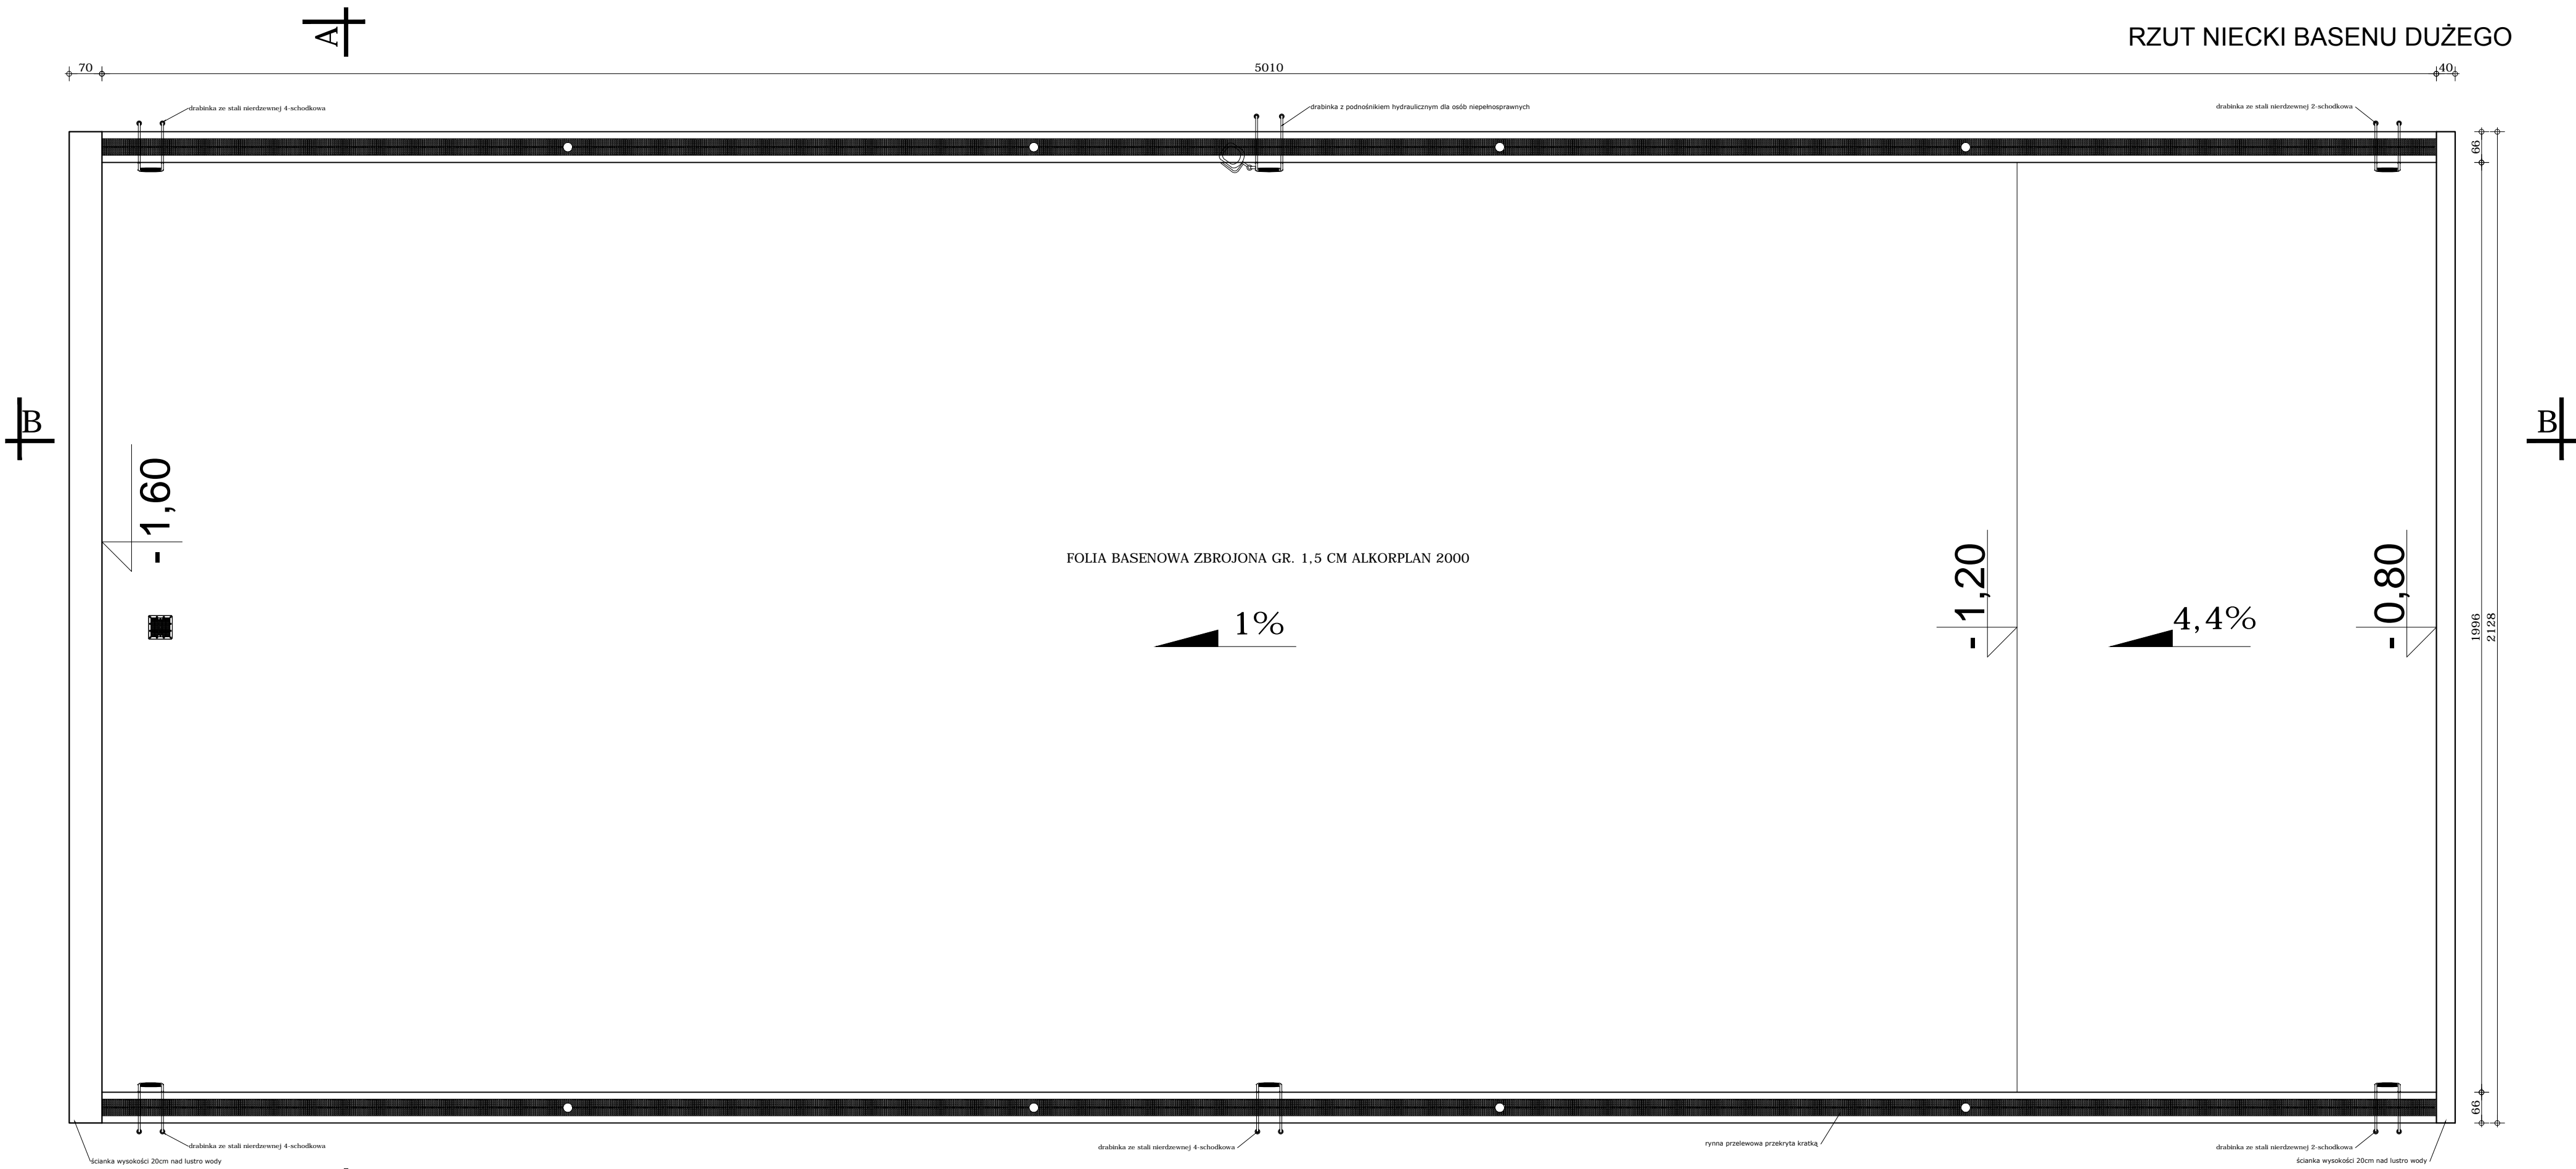 A
RZUT NIECKI BASENU DUŻEGO
70
5010
40
drabinka ze stali nierdzewnej 4-schodkowa
drabinka z podnośnikiem hydraulicznym dla osób niepełnosprawnych
drabinka ze stali nierdzewnej 2-schodkowa
66
B
B
- 1,60
FOLIA BASENOWA ZBROJONA GR. 1,5 CM ALKORPLAN 2000
- 1,20
- 0,80
1%
4,4%
1996
2128
66
drabinka ze stali nierdzewnej 4-schodkowa
drabinka ze stali nierdzewnej 4-schodkowa
rynna przelewowa przekryta kratką
drabinka ze stali nierdzewnej 2-schodkowa
ścianka wysokości 20cm nad lustro wody
ścianka wysokości 20cm nad lustro wody